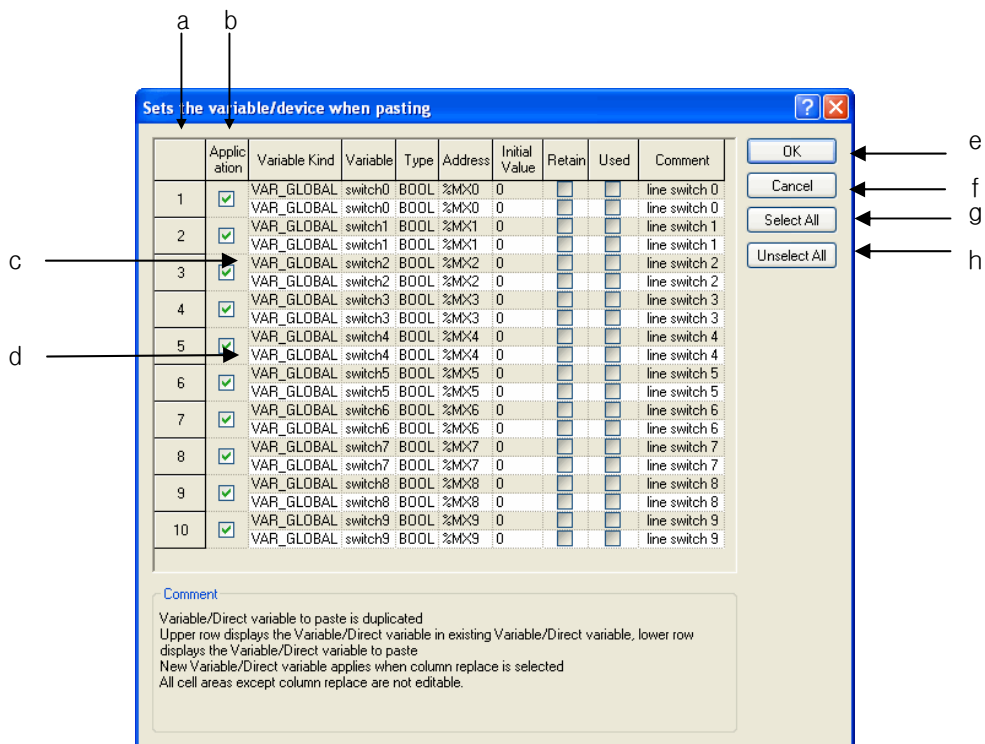 a b
Sets the variable/device when pasting
Application Variable Kind Variable Type Address Initial Value Retain Used Comment
1 VAR_GLOBAL switch0 BOOL %MX0 0 line switch 0
VAR_GLOBAL switch0 BOOL %MX0 0 line switch 0
2 VAR_GLOBAL switch1 BOOL %MX1 0 line switch 1
VAR_GLOBAL switch1 BOOL %MX1 0 line switch 1
3 VAR_GLOBAL switch2 BOOL %MX2 0 line switch 2
VAR_GLOBAL switch2 BOOL %MX2 0 line switch 2
4 VAR_GLOBAL switch3 BOOL %MX3 0 line switch 3
VAR_GLOBAL switch3 BOOL %MX3 0 line switch 3
5 VAR_GLOBAL switch4 BOOL %MX4 0 line switch 4
VAR_GLOBAL switch4 BOOL %MX4 0 line switch 4
6 VAR_GLOBAL switch5 BOOL %MX5 0 line switch 5
VAR_GLOBAL switch5 BOOL %MX5 0 line switch 5
7 VAR_GLOBAL switch6 BOOL %MX6 0 line switch 6
VAR_GLOBAL switch6 BOOL %MX6 0 line switch 6
8 VAR_GLOBAL switch7 BOOL %MX7 0 line switch 7
VAR_GLOBAL switch7 BOOL %MX7 0 line switch 7
9 VAR_GLOBAL switch8 BOOL %MX8 0 line switch 8
VAR_GLOBAL switch8 BOOL %MX8 0 line switch 8
10 VAR_GLOBAL switch9 BOOL %MX9 0 line switch 9
VAR_GLOBAL switch9 BOOL %MX9 0 line switch 9
c
d
OK e
Cancel f
Select All g
Unselect All h
Comment
Variable/Direct variable to paste is duplicated
Upper row displays the Variable/Direct variable in existing Variable/Direct variable, lower row
displays the Variable/Direct variable to paste
New Variable/Direct variable applies when column replace is selected
All cell areas except column replace are not editable.